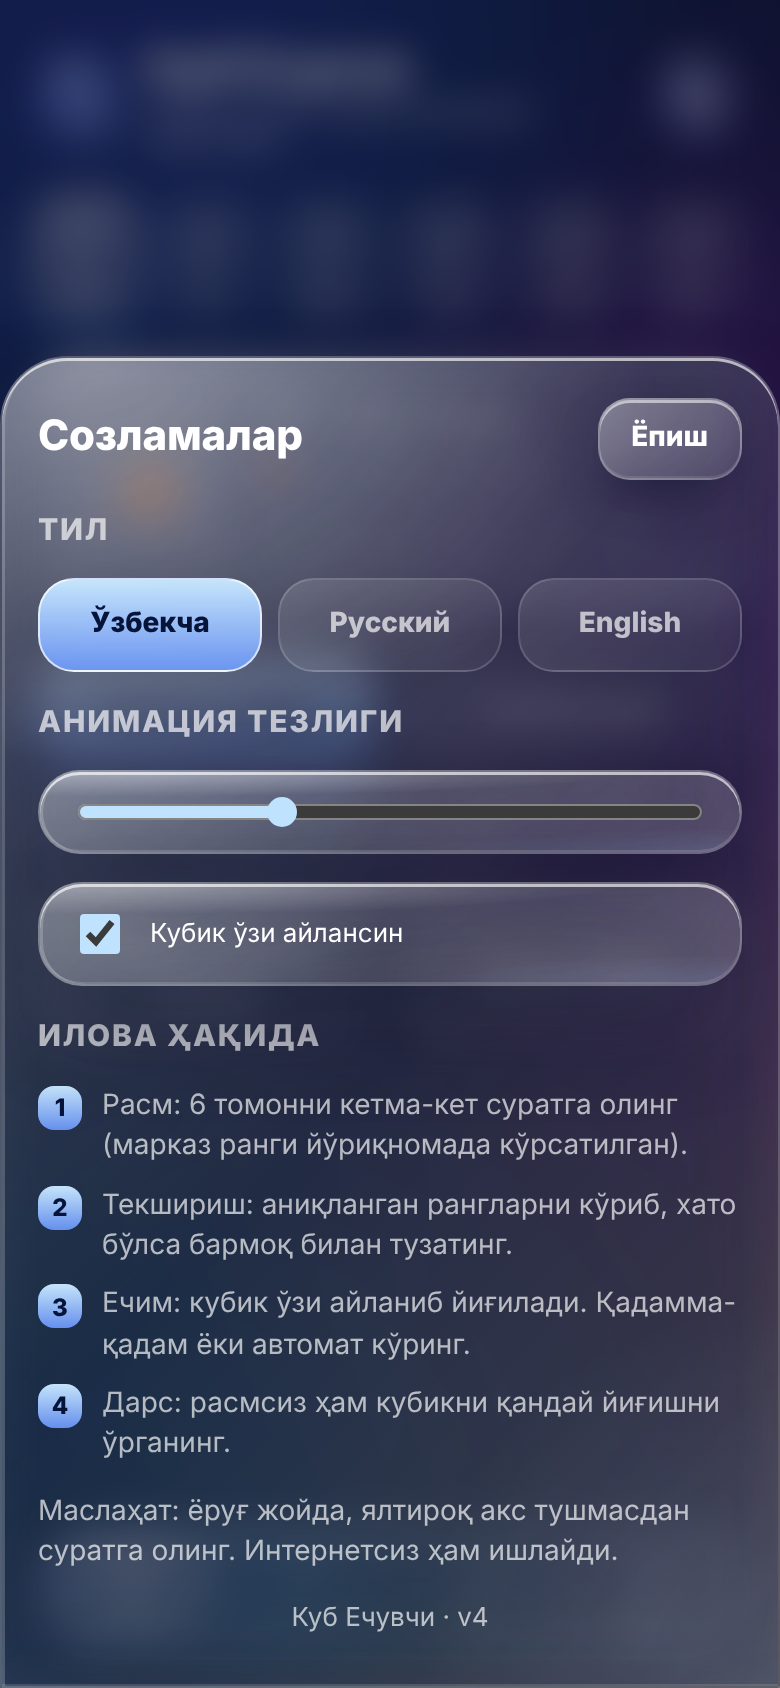 Созламалар
Ёпиш
ТИЛ
Ўзбекча
Русский
English
АНИМАЦИЯ ТЕЗЛИГИ
Кубик ўзи айлансин
ИЛОВА ҲАҚИДА
1 Расм: 6 томонни кетма-кет суратга олинг
(марказ ранги йўриқномада кўрсатилган).
2 Текшириш: аниқланган рангларни кўриб, хато
бўлса бармоқ билан тузатинг.
3 Ечим: кубик ўзи айланиб йиғилади. Қадамма-
қадам ёки автомат кўринг.
4 Дарс: расмсиз ҳам кубикни қандай йиғишни
ўрганинг.
Маслаҳат: ёруғ жойда, ялтироқ акс тушмасдан
суратга олинг. Интернетсиз ҳам ишлайди.
Куб Ечувчи · v4